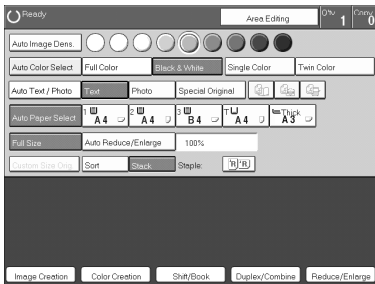 Ready Area Editing Q'ty 1 Copy 0
Auto Image Dens.
Auto Color Select Full Color Black & White Single Color Twin Color
Auto Text / Photo Text Photo Special Original
Auto Paper Select 1 A4 2 A4 3 B4 T A4 Thick A3
Full Size Auto Reduce/Enlarge 100%
Custom Size Orig. Sort Stack Staple: R R
Image Creation Color Creation Shift/Book Duplex/Combine Reduce/Enlarge